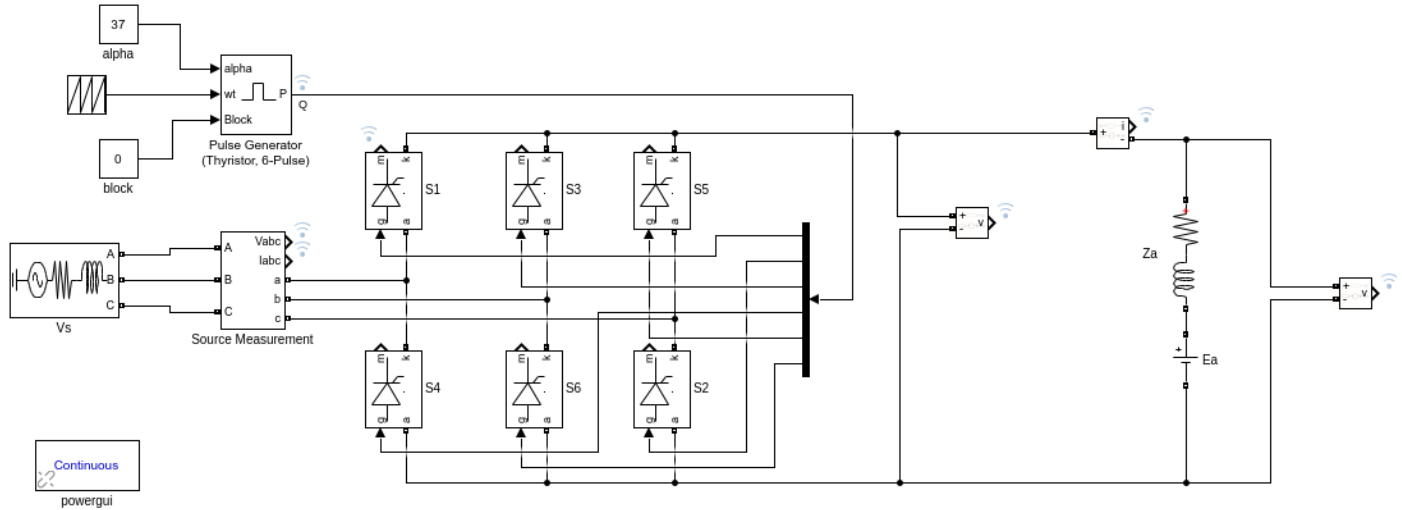 37
alpha
alpha
wt
P
Block
Q
Pulse Generator
(Thyristor, 6-Pulse)
0
block
m
k
g
a
S1
m
k
g
a
S3
m
k
g
a
S5
+
i
-
+
v
-
A
B
C
Vs
A
B
C
Vabc
Iabc
a
b
c
Source Measurement
Za
+
v
-
m
k
g
a
S4
m
k
g
a
S6
m
k
g
a
S2
+
Ea
Continuous
powergui